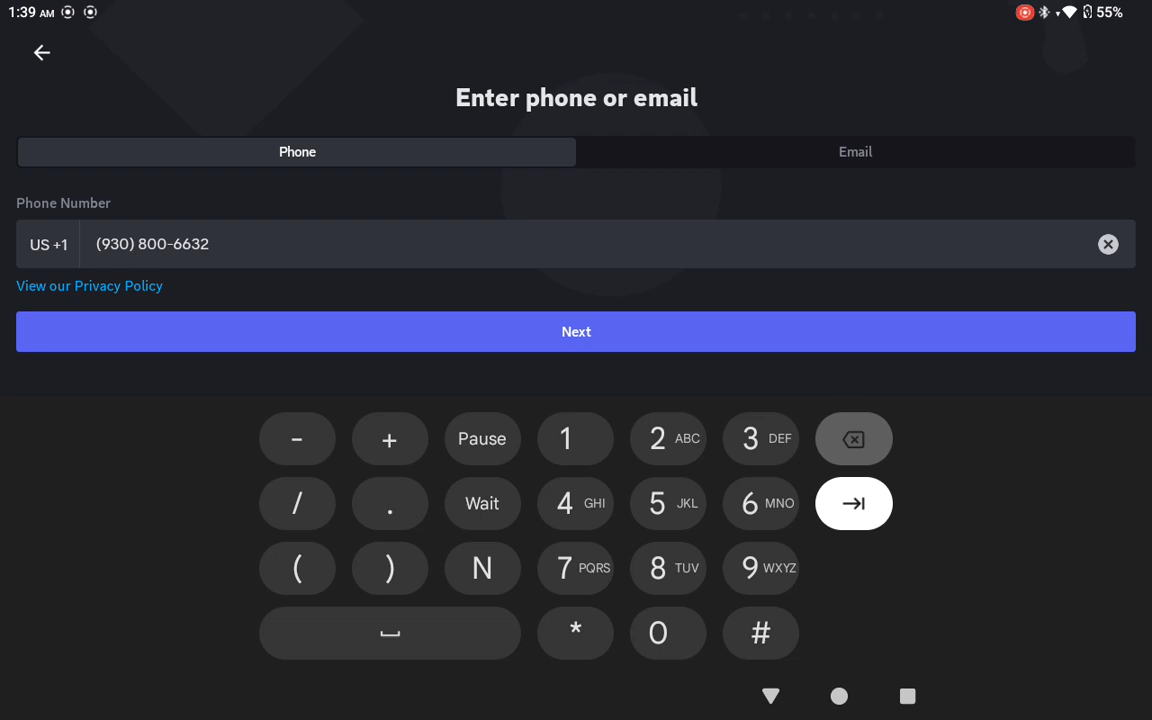 1:39 AM 55%
Enter phone or email
Phone Email
Phone Number
US +1 (930) 800-6632
View our Privacy Policy
Next
- + Pause 1 2 ABC 3 DEF
/ . Wait 4 GHI 5 JKL 6 MNO
( ) N 7 PQRS 8 TUV 9 WXYZ
* 0 #